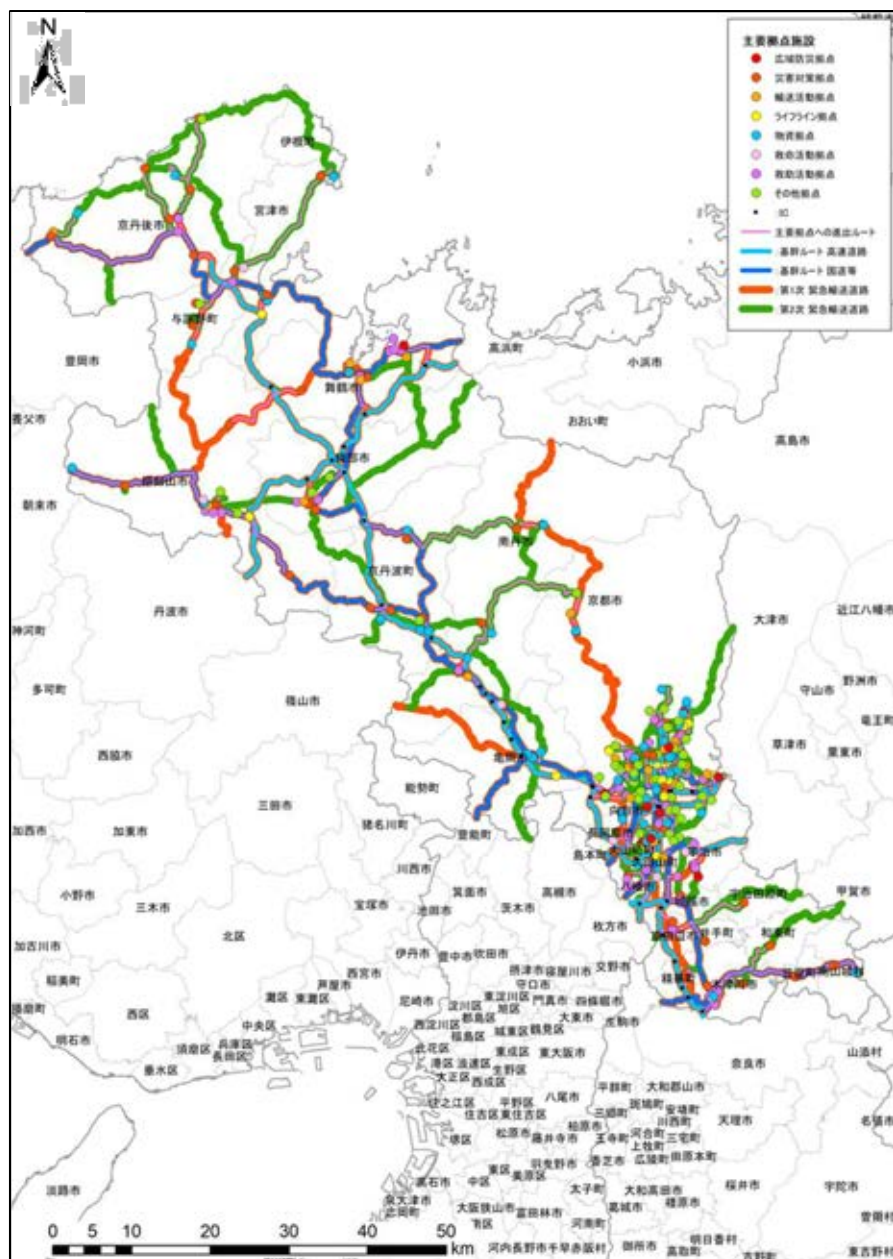 N
主要拠点施設
広域防災拠点
災害対策拠点
輸送活動拠点
ライフライン拠点
物資拠点
救命活動拠点
救助活動拠点
その他拠点
IC
主要拠点への進出ルート
基幹ルート 高速道路
基幹ルート 国道等
第1次 緊急輸送道路
第2次 緊急輸送道路
伊根町
宮津市
京丹後市
与謝野町
豊岡市
高浜町
小浜市
舞鶴市
養父市
おおい町
高島市
綾部市
福知山市
朝来市
南丹市
京丹波町
京都市
丹波市
大津市
近江八幡市
神河町
多可町
篠山市
守山市
野洲市
竜王町
草津市
栗東市
西脇市
能勢町
三田市
加西市
加東市
猪名川町
豊能町
島本町
川西市
小野市
三木市
箕面市
高槻市
茨木市
宝塚市
池田市
甲賀市
北区
枚方市
井手町
和束町
加古川市
伊丹市
豊中市
吹田市
交野市
稲美町
西宮市
摂津市
寝屋川市
守口市
芦屋市
灘区
東灘区
尼崎市
淀川区
東淀川区
門真市
四條畷市
旭区
播磨町
西区
中央区
西淀川区
都島区
大東市
生駒市
福島区
城東区
鶴見区
明石市
須磨区
兵庫区
長田区
此花区
奈良市
山添村
垂水区
港区
浪速区
東成区
東大阪市
生野区
大正区
西成区
住之江区
平野区
八尾市
平群町
大和郡山市
斑鳩町
安堵町
住吉区
東住吉区
柏原市
三郷町
川西町
天理市
名張市
堺区
松原市
藤井寺市
王寺町
河合町
三宅町
上牧町
東区
羽曳野市
香芝市
広陵町
田原本町
美原区
淡路市
高石市
中区
太子町
大和高田市
桜井市
宇陀市
泉大津市
忠岡町
大阪狭山市
富田林市
葛城市
橿原市
河南町
南区
明日香村
河内長野市
千早赤阪村
御所市
高取町
吉野町
東吉野村
0 5 10 20 30 40 50
km